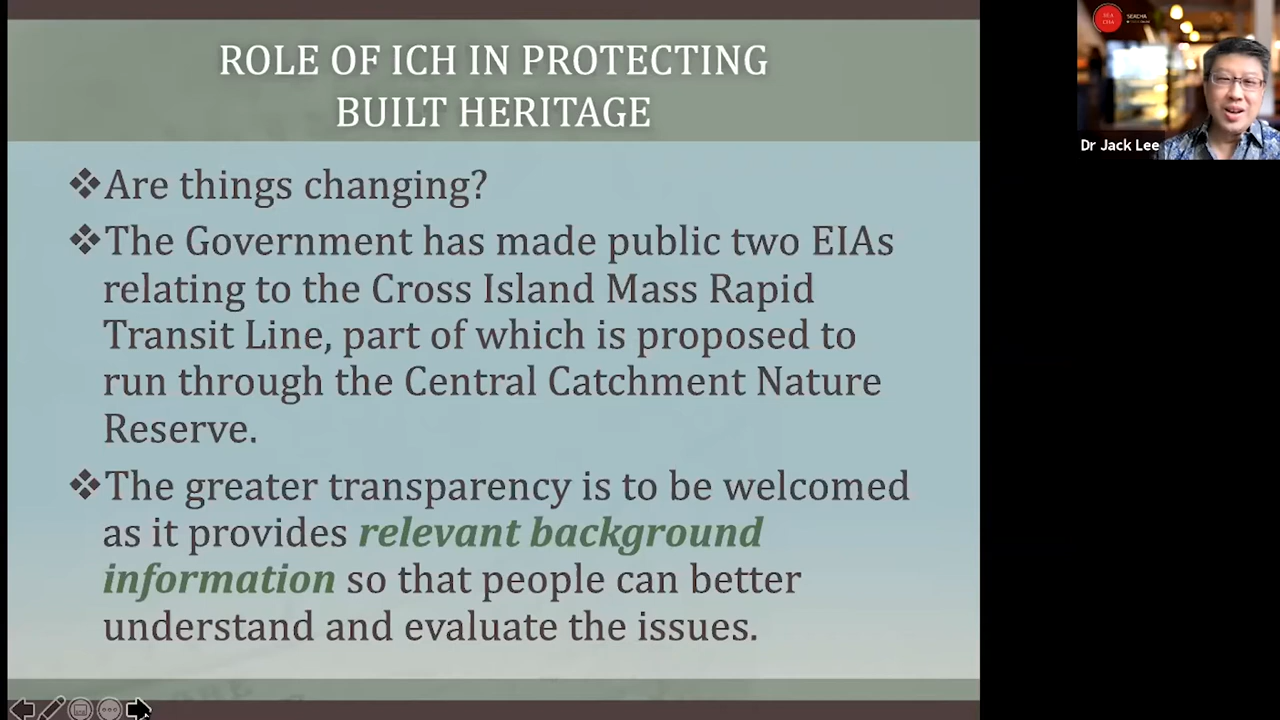 ROLE OF ICH IN PROTECTING
BUILT HERITAGE
❖Are things changing?
❖The Government has made public two EIAs
relating to the Cross Island Mass Rapid
Transit Line, part of which is proposed to
run through the Central Catchment Nature
Reserve.
❖The greater transparency is to be welcomed
as it provides relevant background
information so that people can better
understand and evaluate the issues.
SEA
CHA
SEACHA
Dr Jack Lee